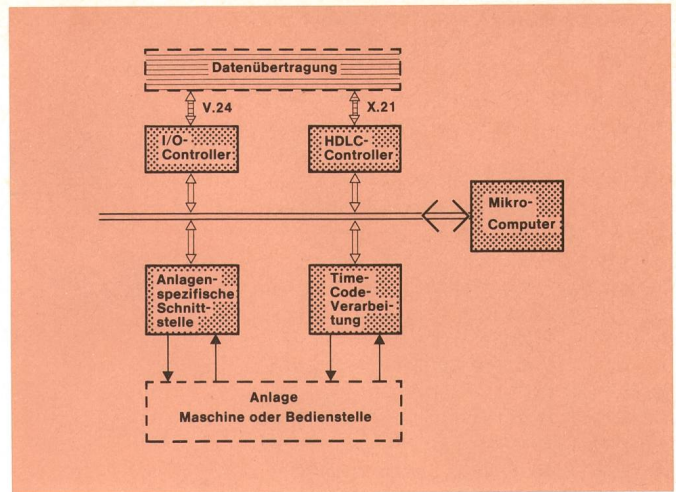 Datenübertragung
V.24
X.21
I/O-
Controller
HDLC-
Controller
Mikro-
Computer
Anlagen-
spezifische
Schnitt-
stelle
Time-
Code-
Verarbei-
tung
Anlage
Maschine oder Bedienstelle